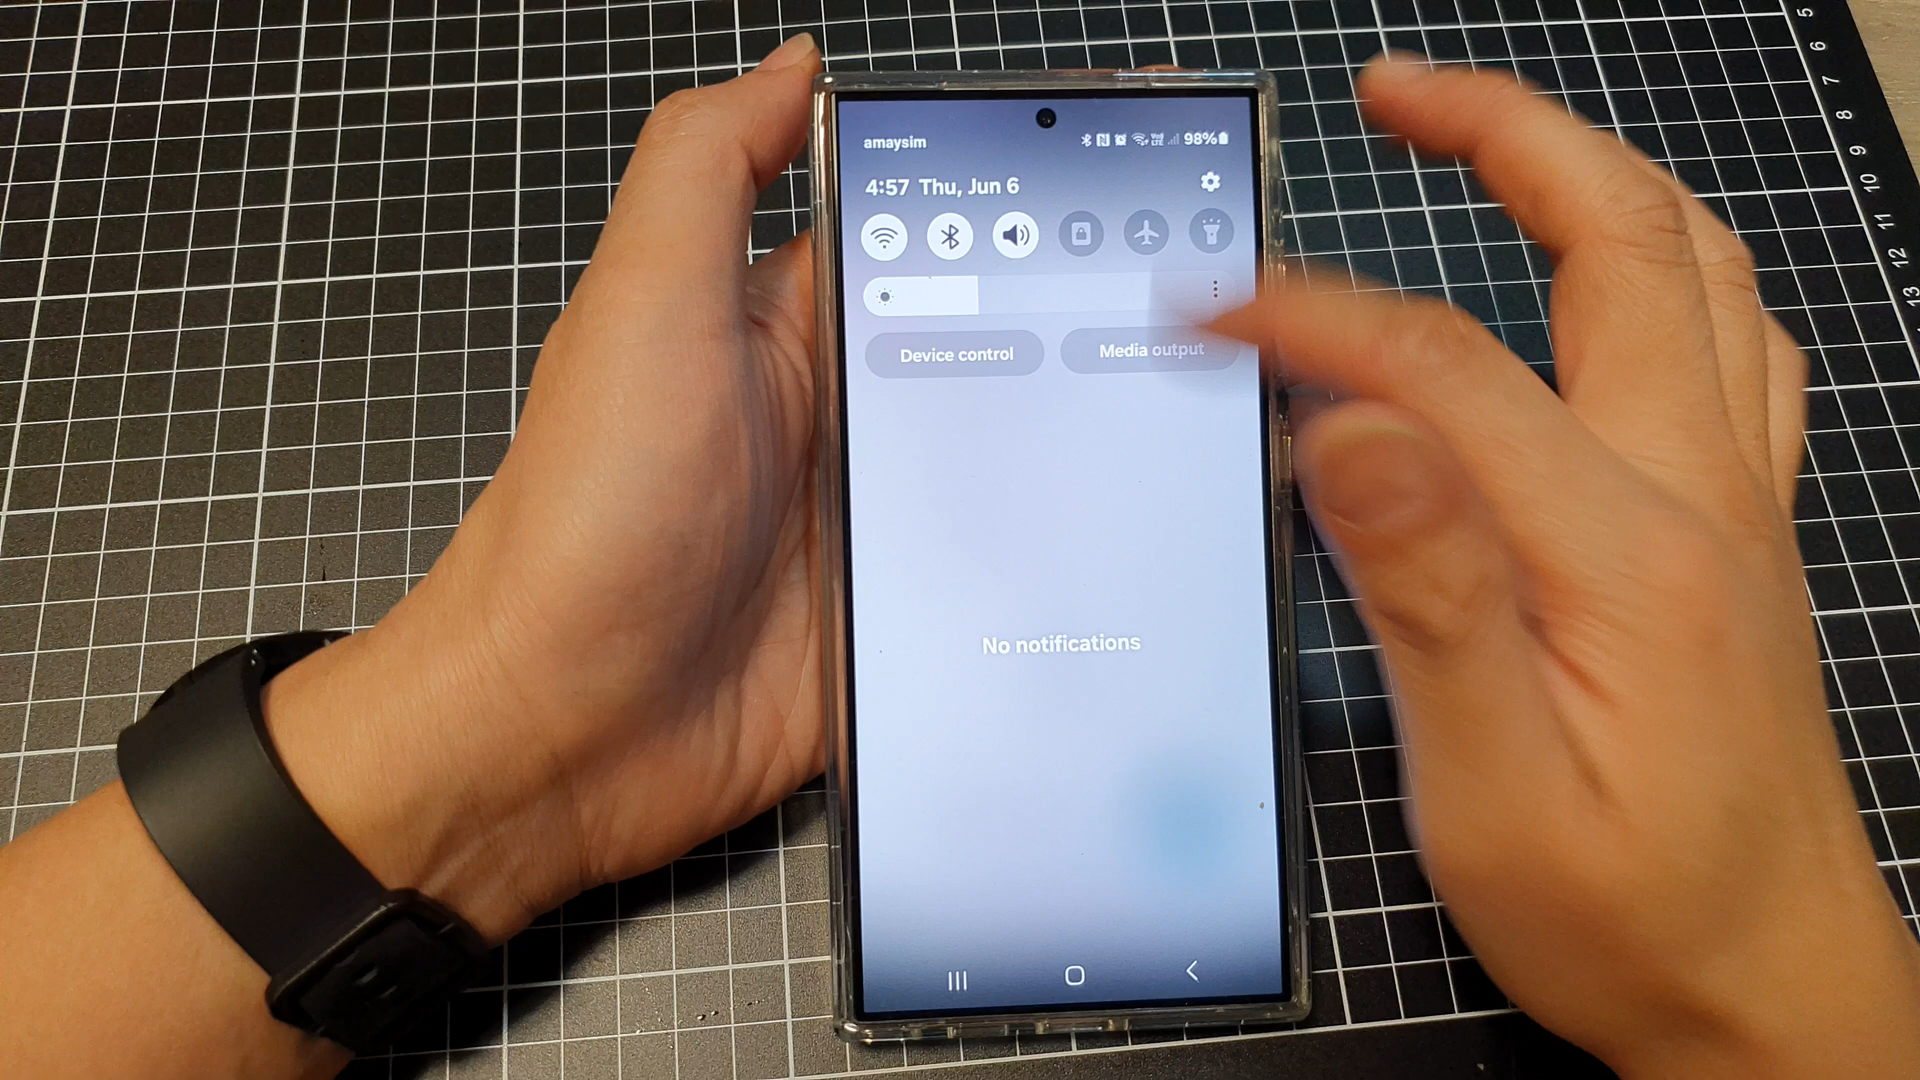 amaysim 98%
4:57 Thu, Jun 6
Device control Media output
No notifications
5
6
7
8
9
10
11
12
13